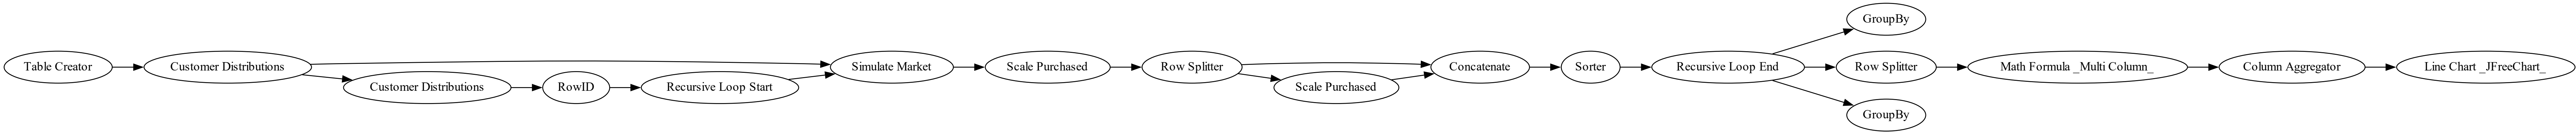 Table Creator
Customer Distributions
Customer Distributions
RowID
Recursive Loop Start
Simulate Market
Scale Purchased
Row Splitter
Scale Purchased
Concatenate
Sorter
Recursive Loop End
GroupBy
Row Splitter
GroupBy
Math Formula _Multi Column_
Column Aggregator
Line Chart _JFreeChart_